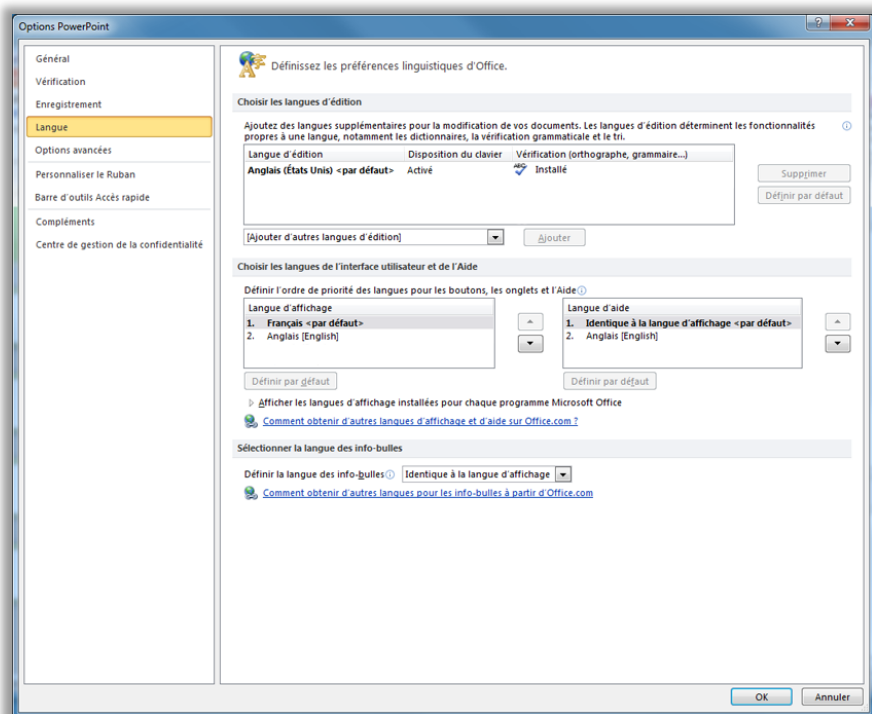 Options PowerPoint
Général
Vérification
Enregistrement
Langue
Options avancées
Personnaliser le Ruban
Barre d'outils Accès rapide
Compléments
Centre de gestion de la confidentialité
Définissez les préférences linguistiques d'Office.
Choisir les langues d'édition
Ajoutez des langues supplémentaires pour la modification de vos documents. Les langues d'édition déterminent les fonctionnalités
propres à une langue, notamment les dictionnaires, la vérification grammaticale et le tri.
Langue d'édition Disposition du clavier Vérification (orthographe, grammaire...)
Anglais (États Unis) <par défaut> Activé ABC Installé
Supprimer
Définir par défaut
[Ajouter d'autres langues d'édition] Ajouter
Choisir les langues de l'interface utilisateur et de l'Aide
Définir l'ordre de priorité des langues pour les boutons, les onglets et l'Aide
Langue d'affichage
1. Français <par défaut>
2. Anglais [English]
Définir par défaut
Langue d'aide
1. Identique à la langue d'affichage <par défaut>
2. Anglais [English]
Définir par défaut
Afficher les langues d'affichage installées pour chaque programme Microsoft Office
Comment obtenir d'autres langues d'affichage et d'aide sur Office.com ?
Sélectionner la langue des info-bulles
Définir la langue des info-bulles Identique à la langue d'affichage
Comment obtenir d'autres langues pour les info-bulles à partir d'Office.com
OK Annuler